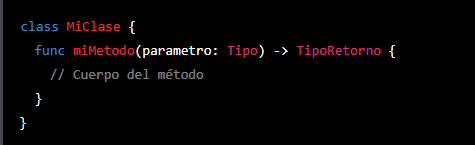 class MiClase {
func miMetodo(parametro: Tipo) -> TipoRetorno {
// Cuerpo del método
}
}